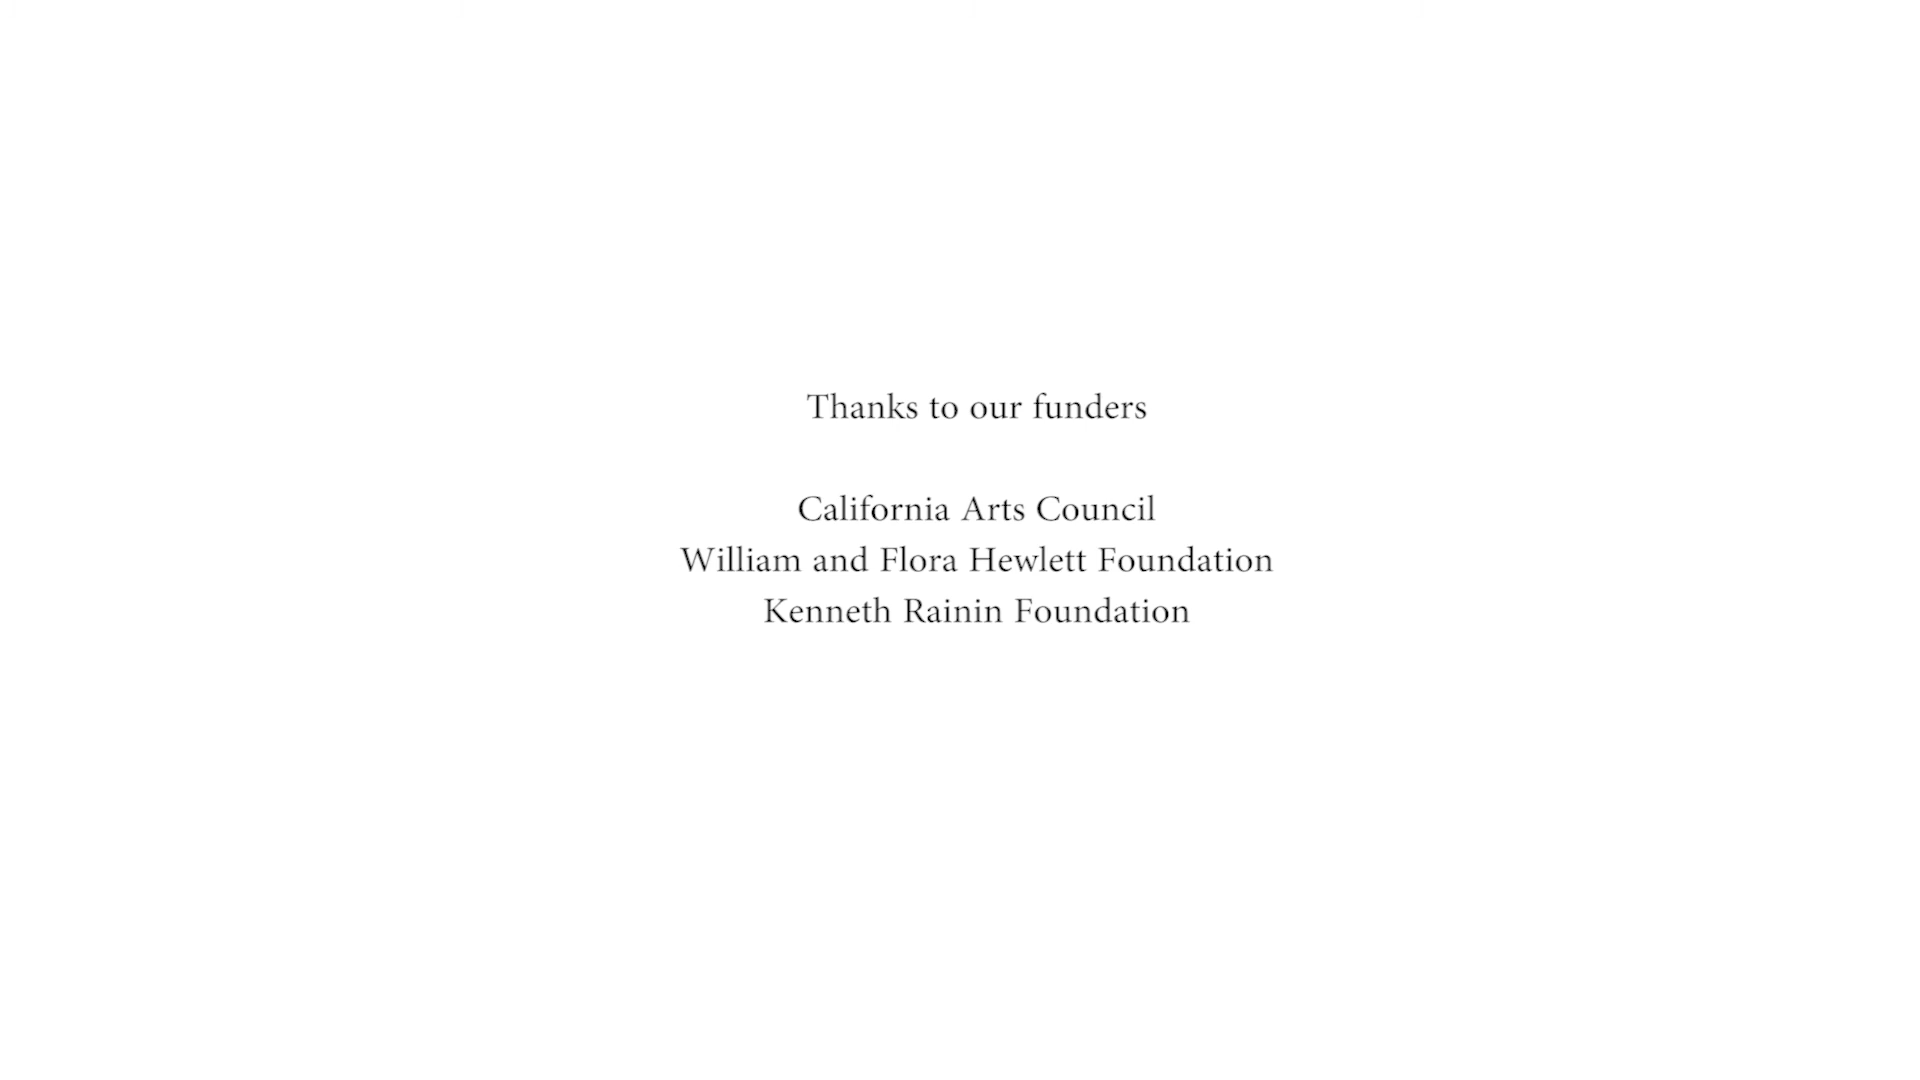 Thanks to our funders
California Arts Council
William and Flora Hewlett Foundation
Kenneth Rainin Foundation